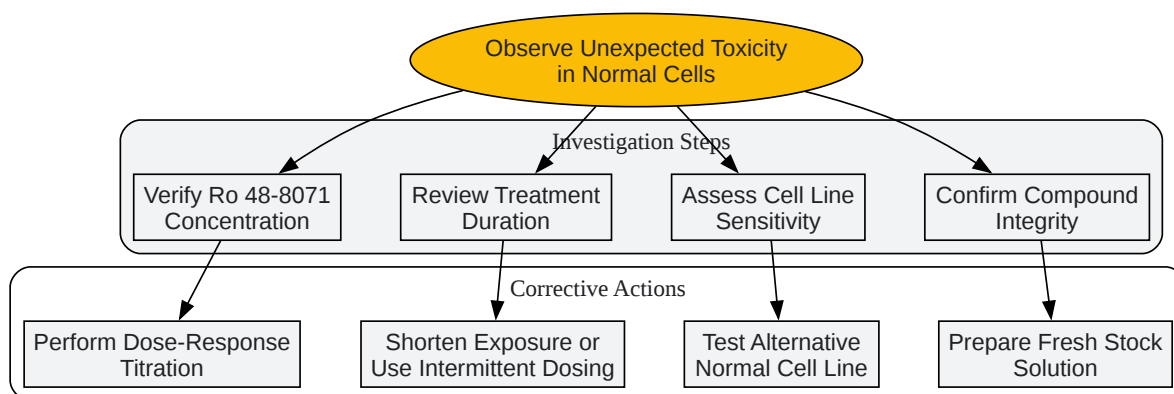 Observe Unexpected Toxicity
in Normal Cells
Investigation Steps
Verify Ro 48-8071
Concentration
Review Treatment
Duration
Assess Cell Line
Sensitivity
Confirm Compound
Integrity
Corrective Actions
Perform Dose-Response
Titration
Shorten Exposure or
Use Intermittent Dosing
Test Alternative
Normal Cell Line
Prepare Fresh Stock
Solution